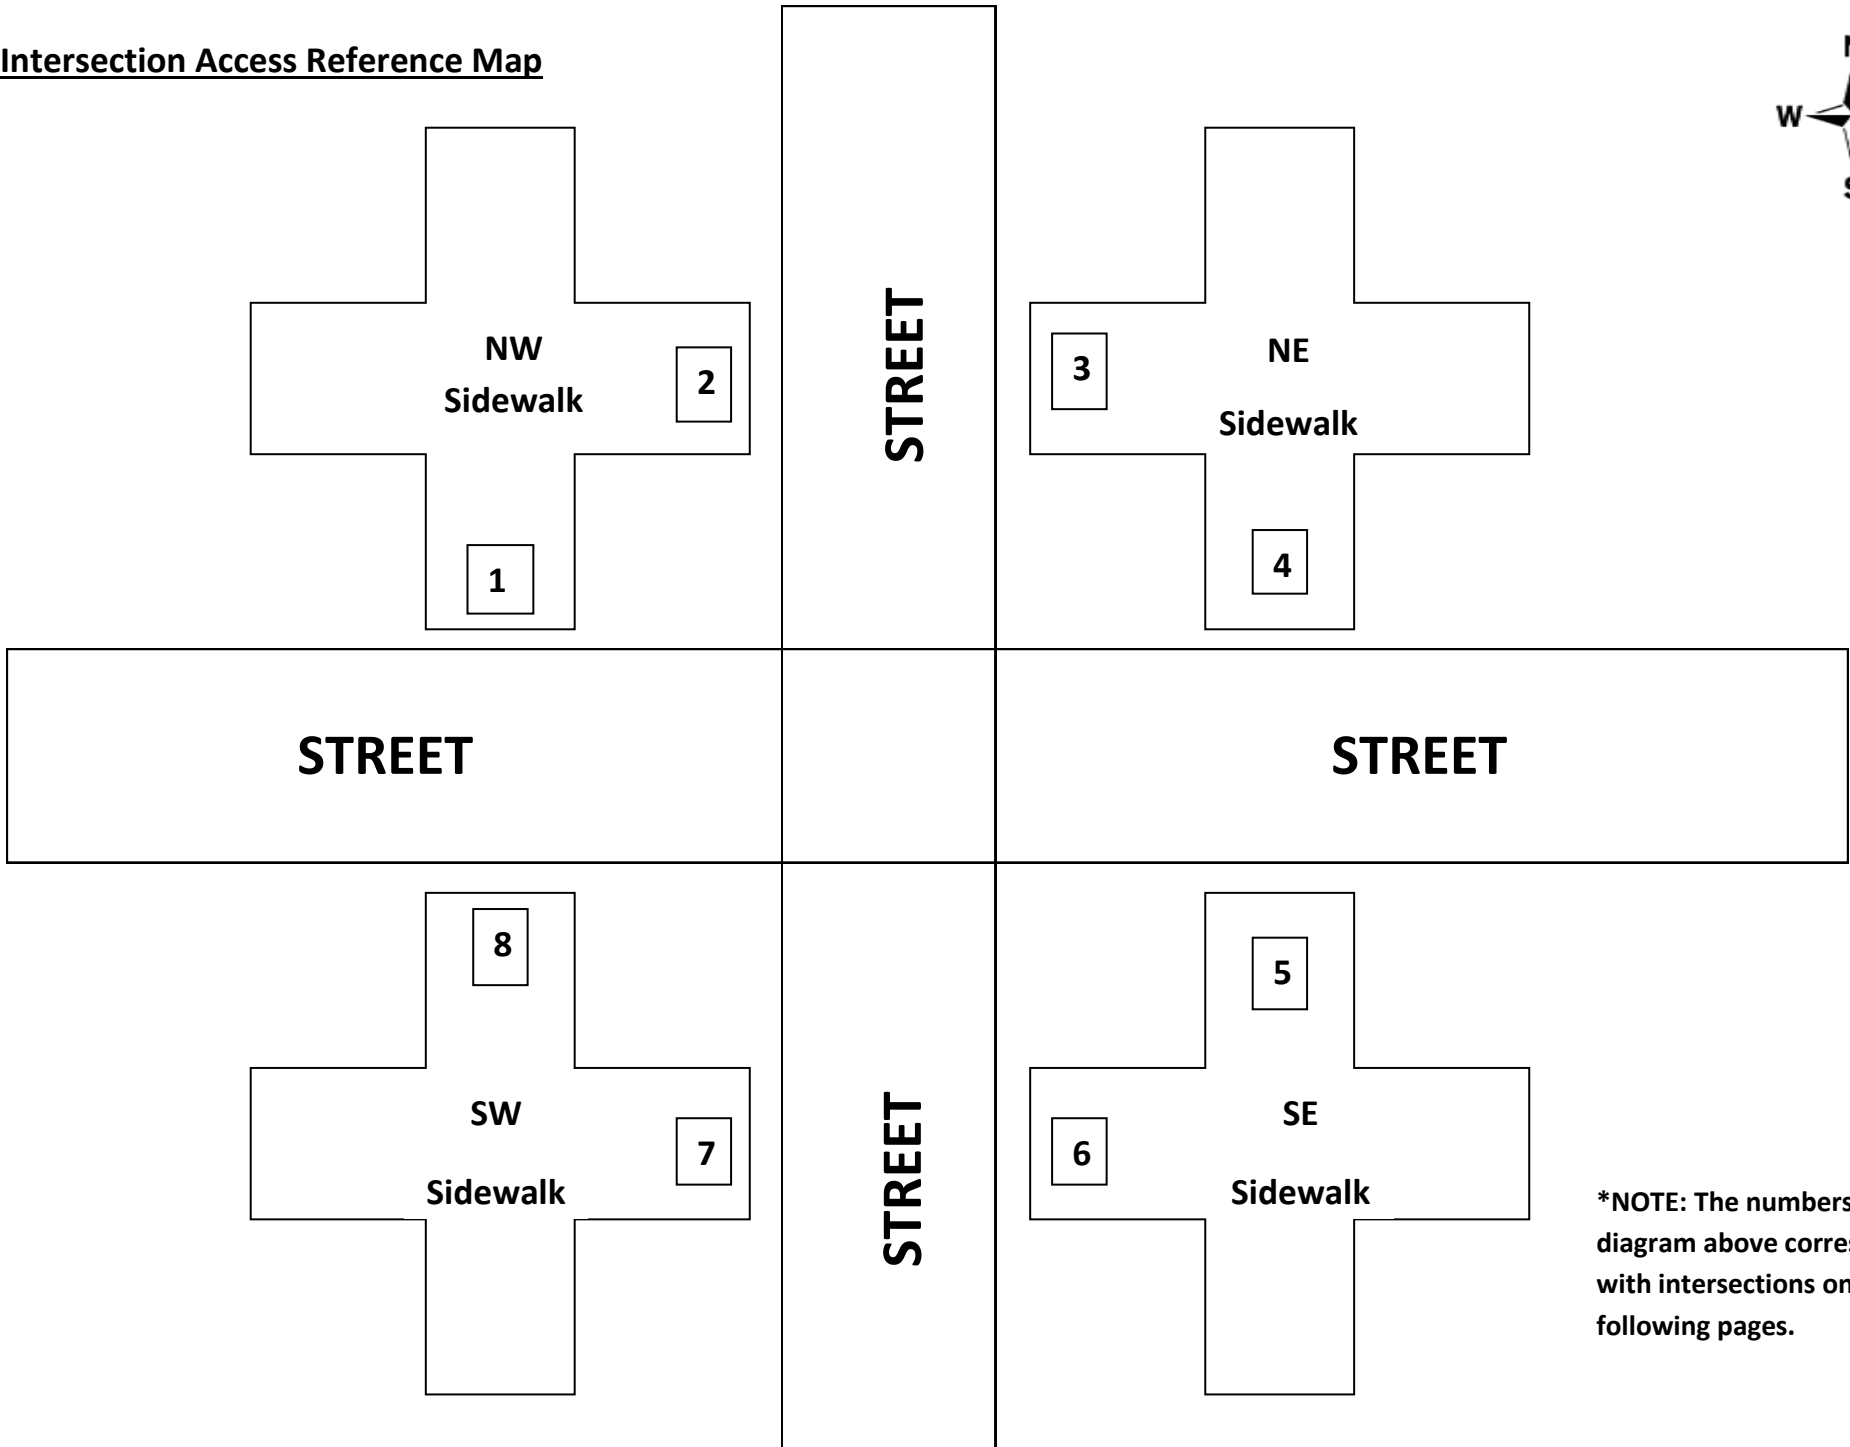 Intersection Access Reference Map
W
NW
Sidewalk
2
1
STREET
3
NE
Sidewalk
4
STREET
STREET
8
SW
7
Sidewalk
STREET
5
6
SE
Sidewalk
*NOTE: The numbers
diagram above
with intersections on
following pages.